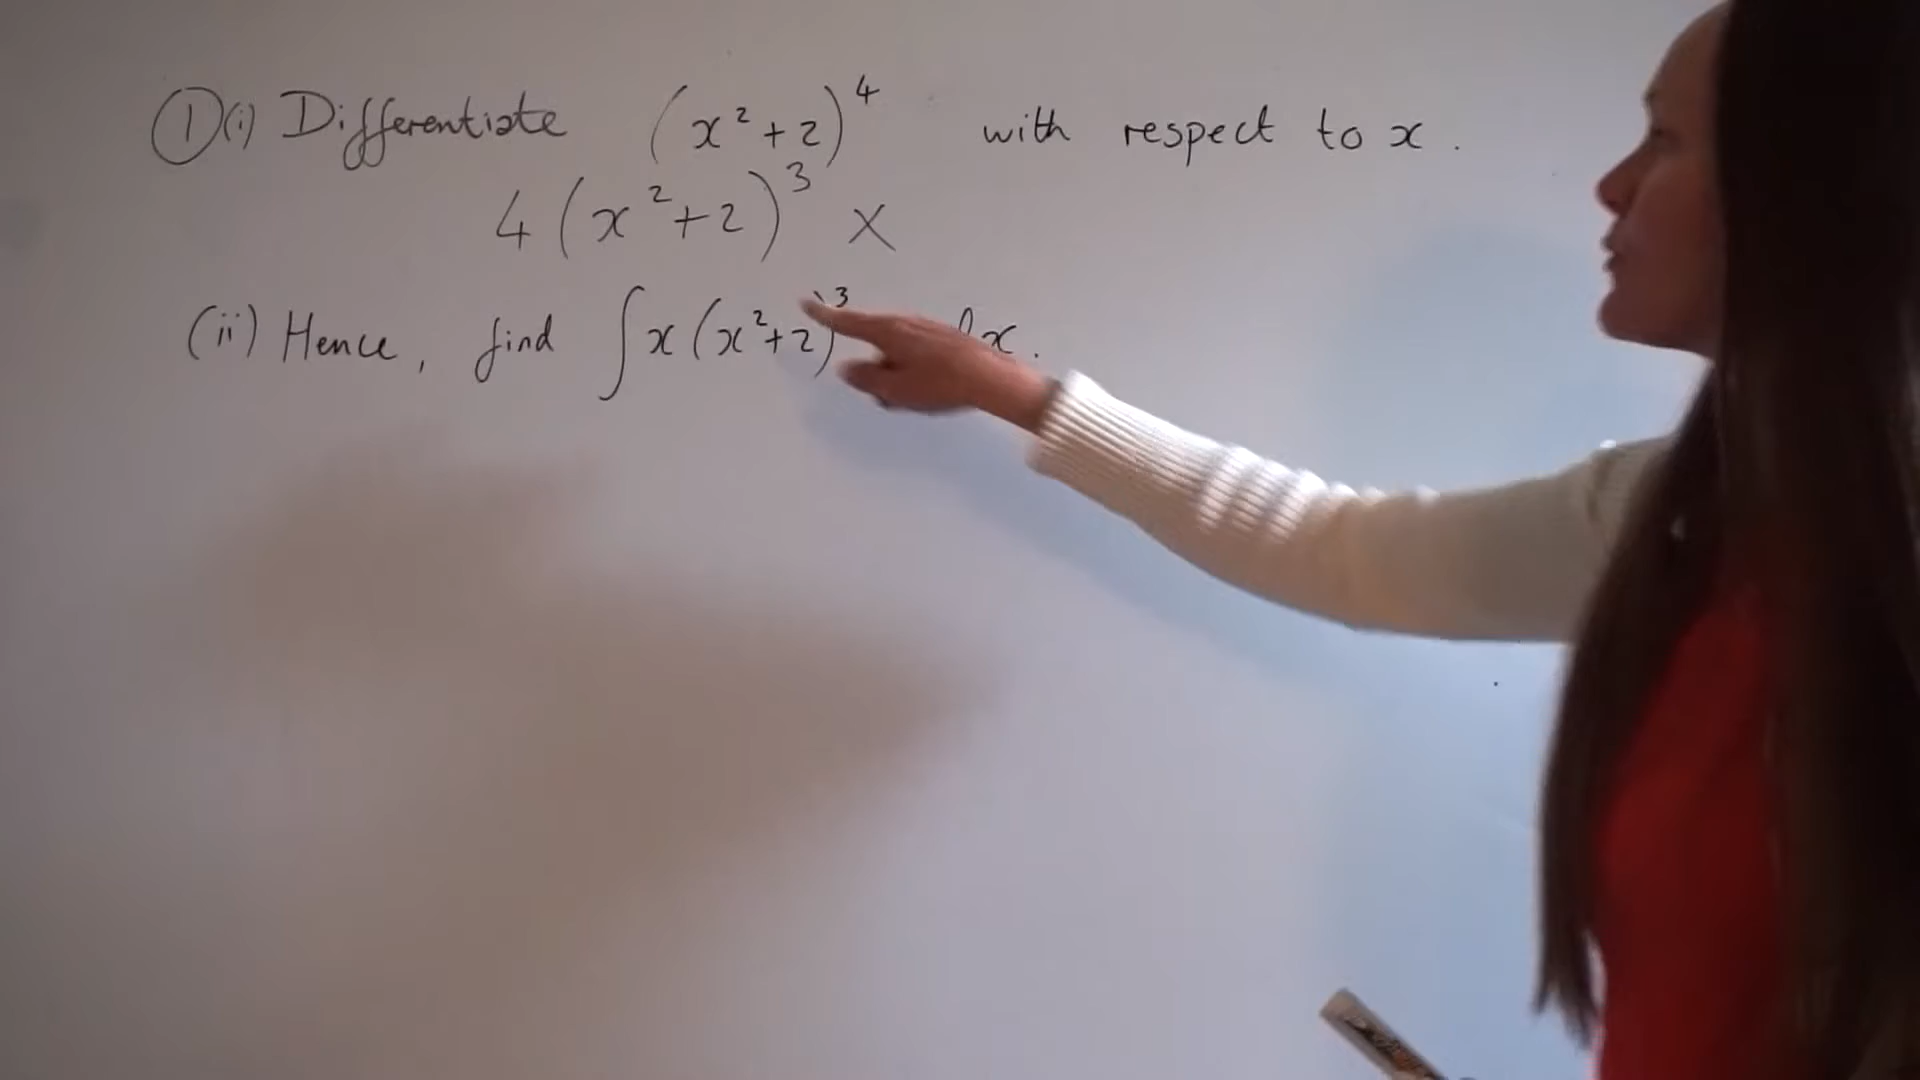 ① (i) Differentiate (x²+2)⁴ with respect to x.
4(x²+2)³ ×
(ii) Hence, find ∫x(x²+2)³ dx.